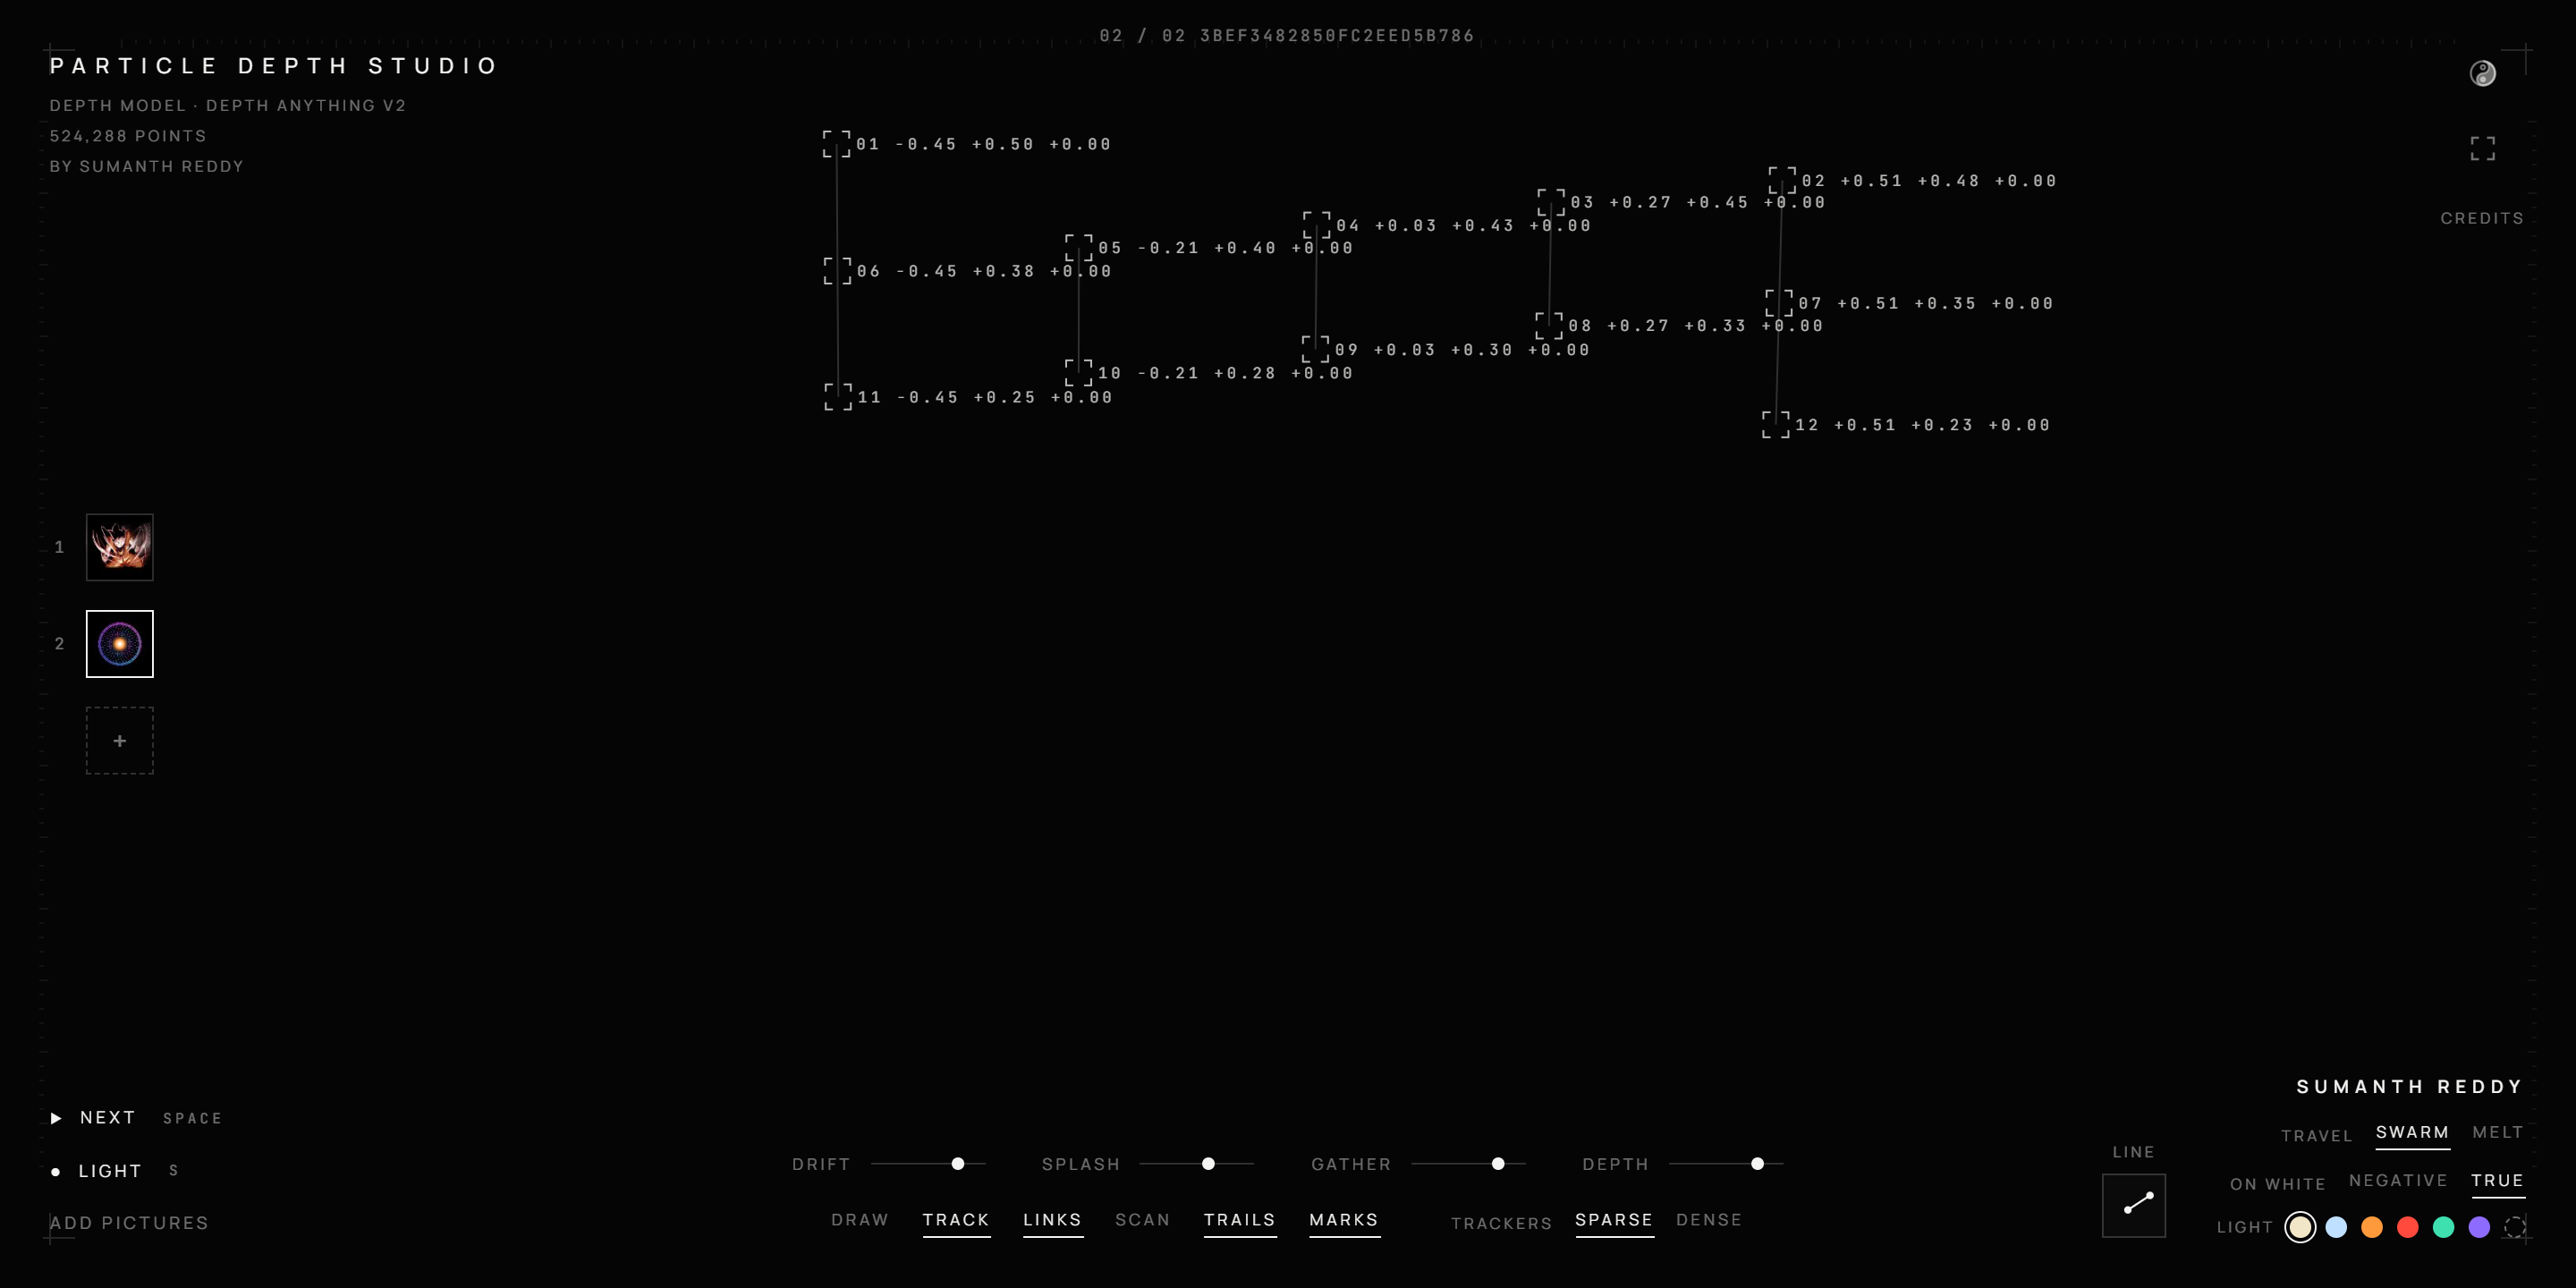 02 / 02 3BEF3482850FC2EED5B786
PARTICLE DEPTH STUDIO
DEPTH MODEL · DEPTH ANYTHING V2
524,288 POINTS
BY SUMANTH REDDY
CREDITS
01 -0.45 +0.50 +0.00
02 +0.51 +0.48 +0.00
03 +0.27 +0.45 +0.00
04 +0.03 +0.43 +0.00
05 -0.21 +0.40 +0.00
06 -0.45 +0.38 +0.00
07 +0.51 +0.35 +0.00
08 +0.27 +0.33 +0.00
09 +0.03 +0.30 +0.00
10 -0.21 +0.28 +0.00
11 -0.45 +0.25 +0.00
12 +0.51 +0.23 +0.00
1
2
+
NEXT SPACE
LIGHT S
ADD PICTURES
DRIFT SPLASH GATHER DEPTH
DRAW TRACK LINKS SCAN TRAILS MARKS TRACKERS SPARSE DENSE
LINE
SUMANTH REDDY
TRAVEL SWARM MELT
ON WHITE NEGATIVE TRUE
LIGHT